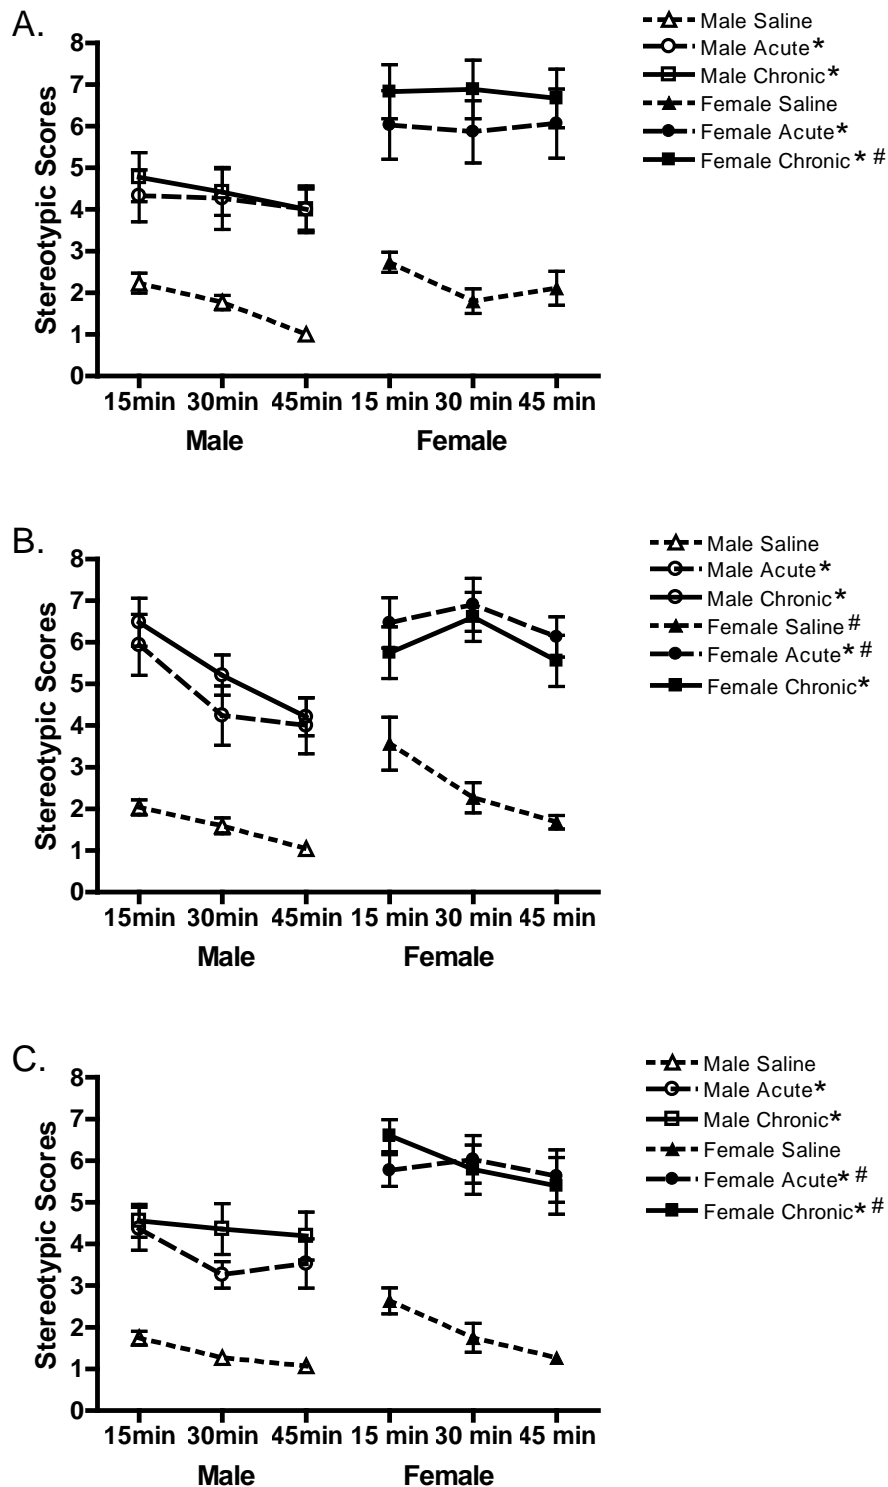 A.
Stereotypic Scores
8
7
6
5
4
3
2
1
0
15min 30min 45min 15 min 30 min 45 min
Male Female
Male Saline
Male Acute*
Male Chronic*
Female Saline
Female Acute*
Female Chronic* #
B.
Stereotypic Scores
8
7
6
5
4
3
2
1
0
15min 30min 45min 15 min 30 min 45 min
Male Female
Male Saline
Male Acute*
Male Chronic*
Female Saline#
Female Acute* #
Female Chronic*
C.
Stereotypic Scores
8
7
6
5
4
3
2
1
0
15min 30min 45min 15 min 30 min 45 min
Male Female
Male Saline
Male Acute*
Male Chronic*
Female Saline
Female Acute* #
Female Chronic* #